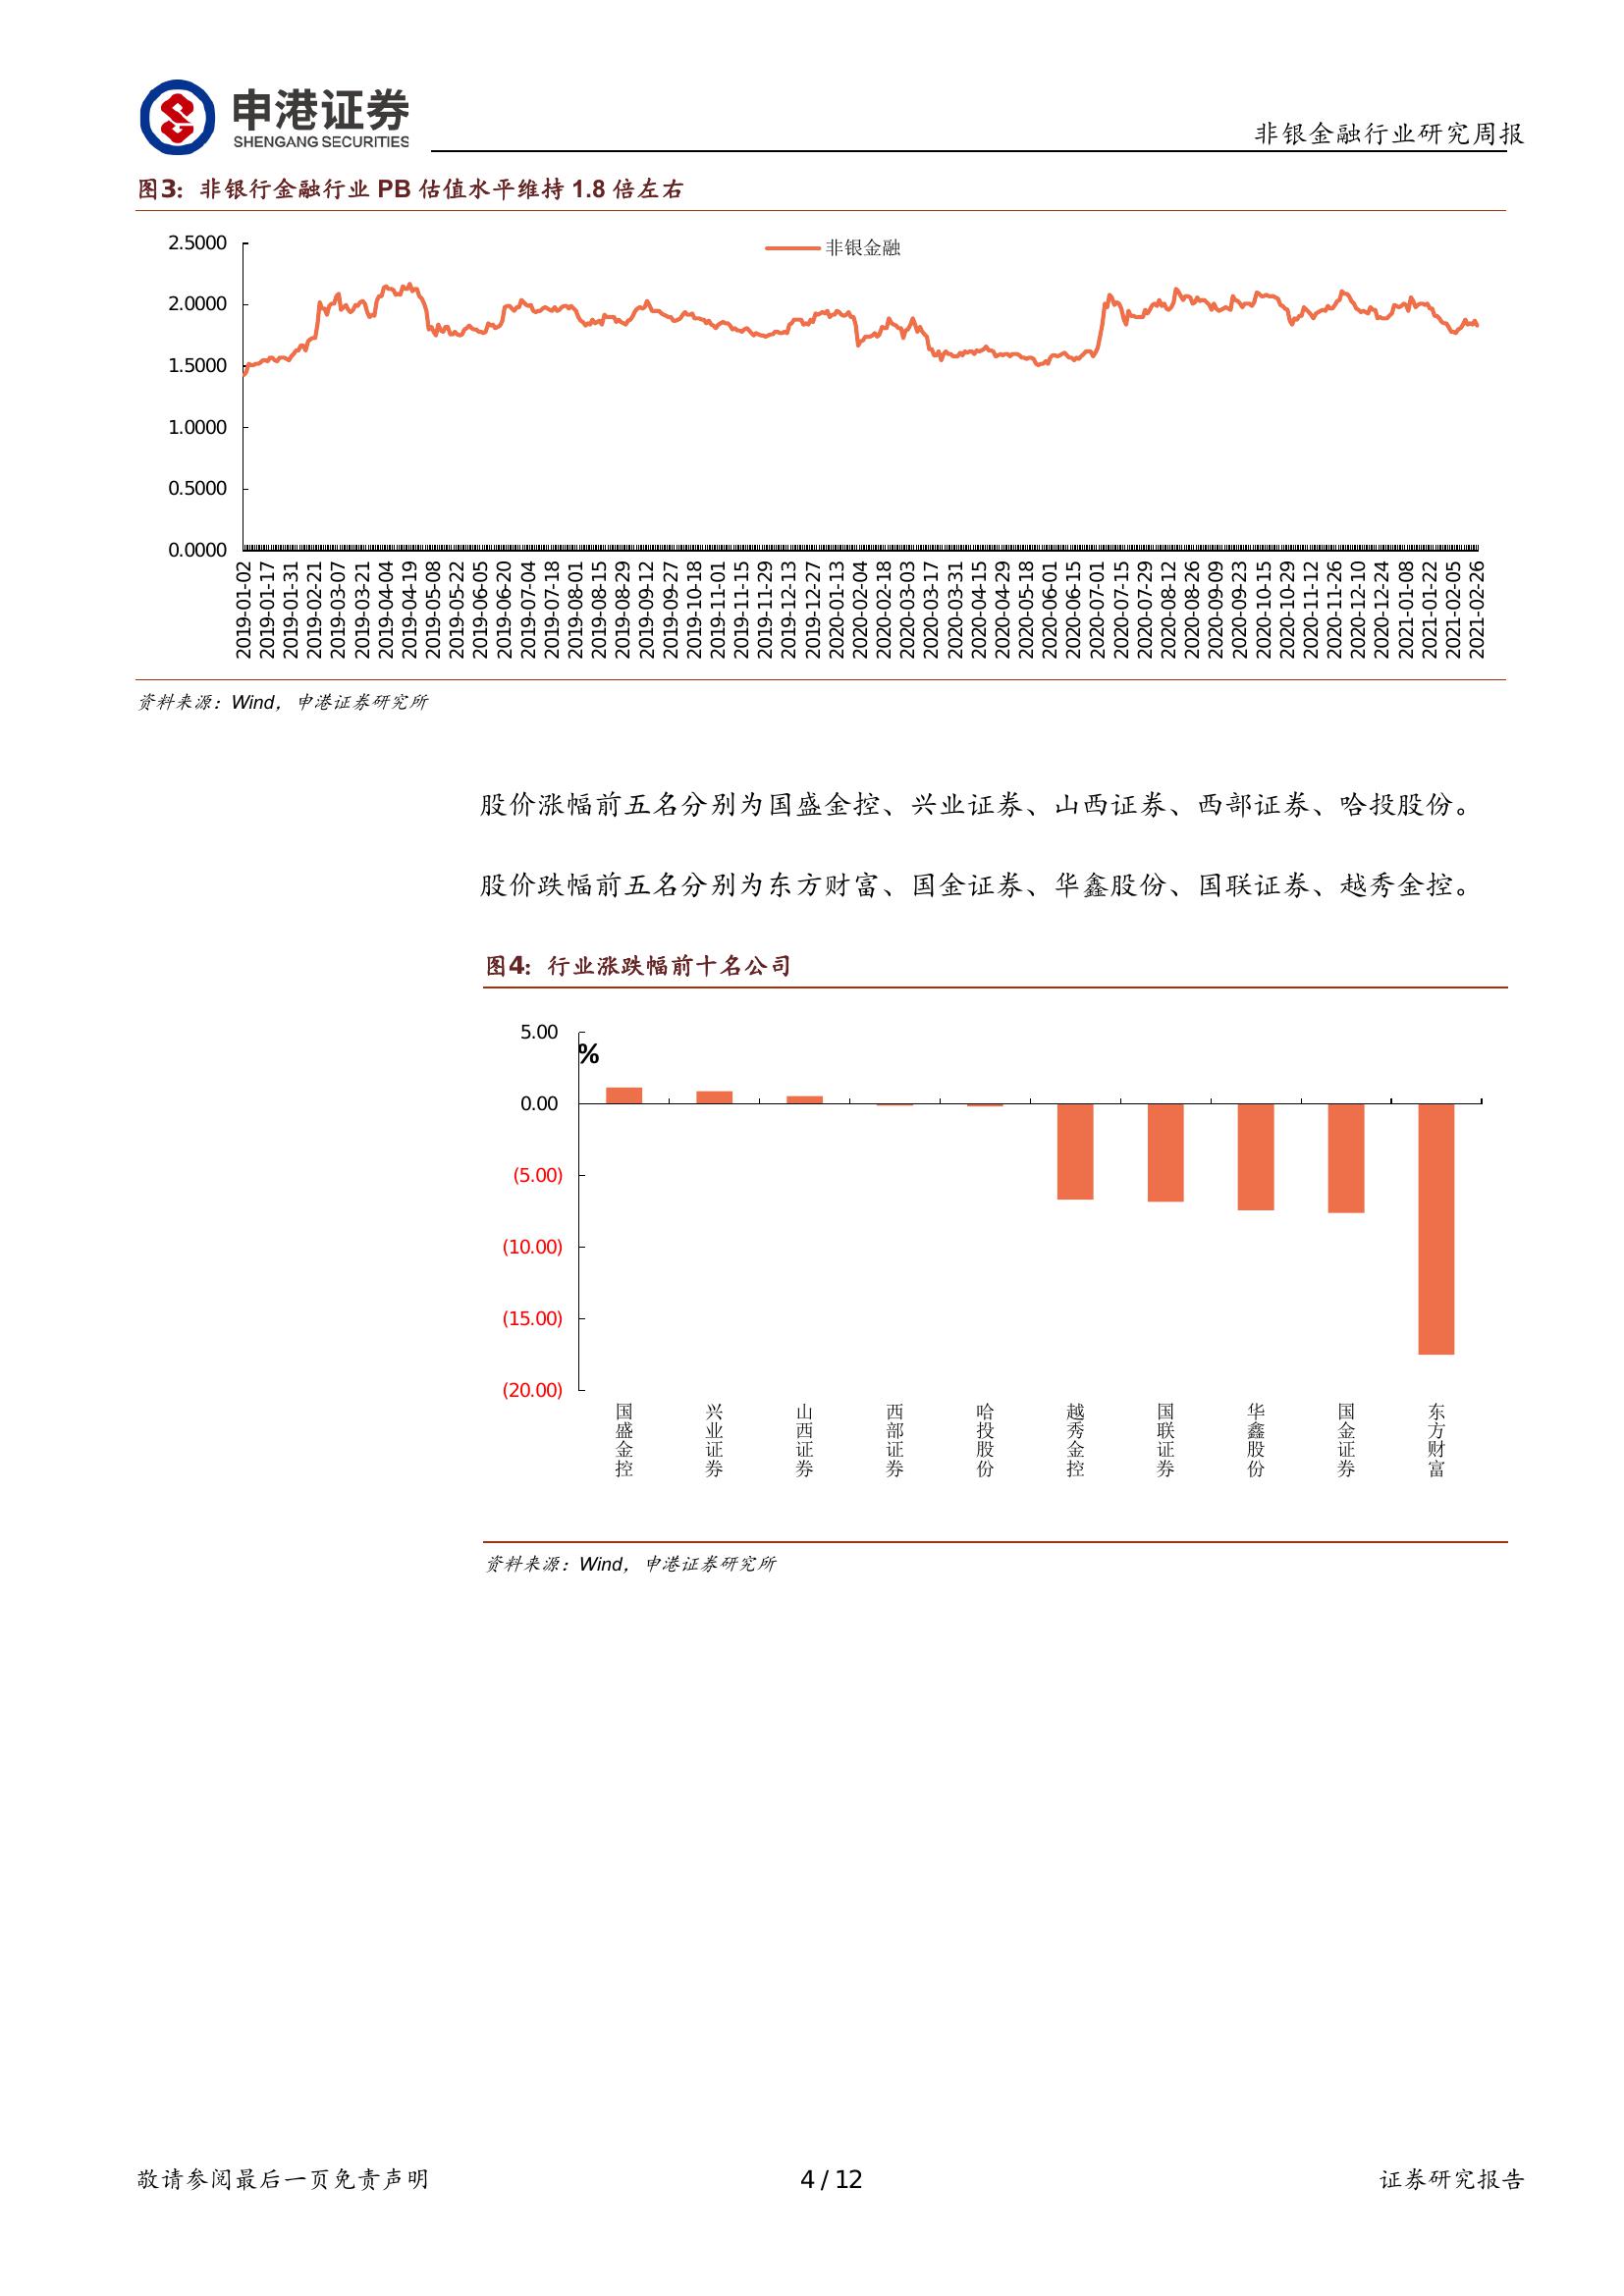 申港证券
SHENGANG SECURITIES
非银金融行业研究周报
图3：非银行金融行业 PB 估值水平维持 1.8 倍左右
非银金融
2.5000
2.0000
1.5000
1.0000
0.5000
0.0000
2019-01-02
2019-01-17
2019-01-31
2019-02-21
2019-03-07
2019-03-21
2019-04-04
2019-04-19
2019-05-08
2019-05-22
2019-06-05
2019-06-20
2019-07-04
2019-07-18
2019-08-01
2019-08-15
2019-08-29
2019-09-12
2019-09-27
2019-10-18
2019-11-01
2019-11-15
2019-11-29
2019-12-13
2019-12-27
2020-01-13
2020-02-04
2020-02-18
2020-03-03
2020-03-17
2020-03-31
2020-04-15
2020-04-29
2020-05-18
2020-06-01
2020-06-15
2020-07-01
2020-07-15
2020-07-29
2020-08-12
2020-08-26
2020-09-09
2020-09-23
2020-10-15
2020-10-29
2020-11-12
2020-11-26
2020-12-10
2020-12-24
2021-01-08
2021-01-22
2021-02-05
2021-02-26
资料来源：Wind，申港证券研究所
股价涨幅前五名分别为国盛金控、兴业证券、山西证券、西部证券、哈投股份。
股价跌幅前五名分别为东方财富、国金证券、华鑫股份、国联证券、越秀金控。
图4：行业涨跌幅前十名公司
5.00
%
0.00
(5.00)
(10.00)
(15.00)
(20.00)
国盛金控
兴业证券
山西证券
西部证券
哈投股份
越秀金控
国联证券
华鑫股份
国金证券
东方财富
资料来源：Wind，申港证券研究所
敬请参阅最后一页免责声明
4 / 12
证券研究报告